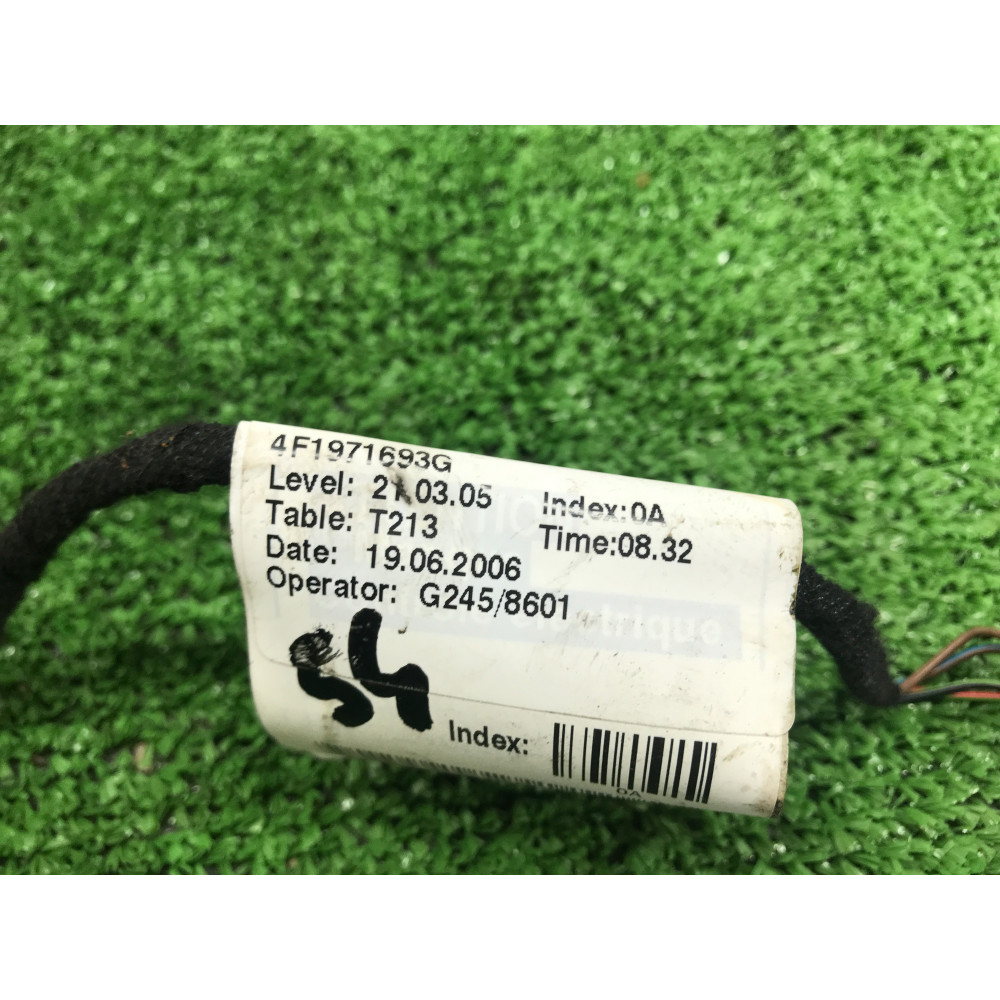 4F1971693G
Level: 21.03.05 Index:0A
Table: T213 Time:08.32
Date: 19.06.2006
Operator: G245/8601
trique
54
Index:
0A